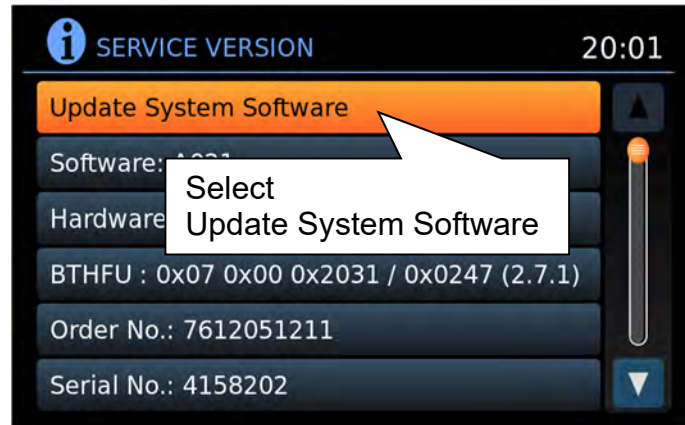 i SERVICE VERSION 20:01
Update System Software
Software:
Select
Hardware
Update System Software
BTHFU : 0x07 0x00 0x2031 / 0x0247 (2.7.1)
Order No.: 7612051211
Serial No.: 4158202